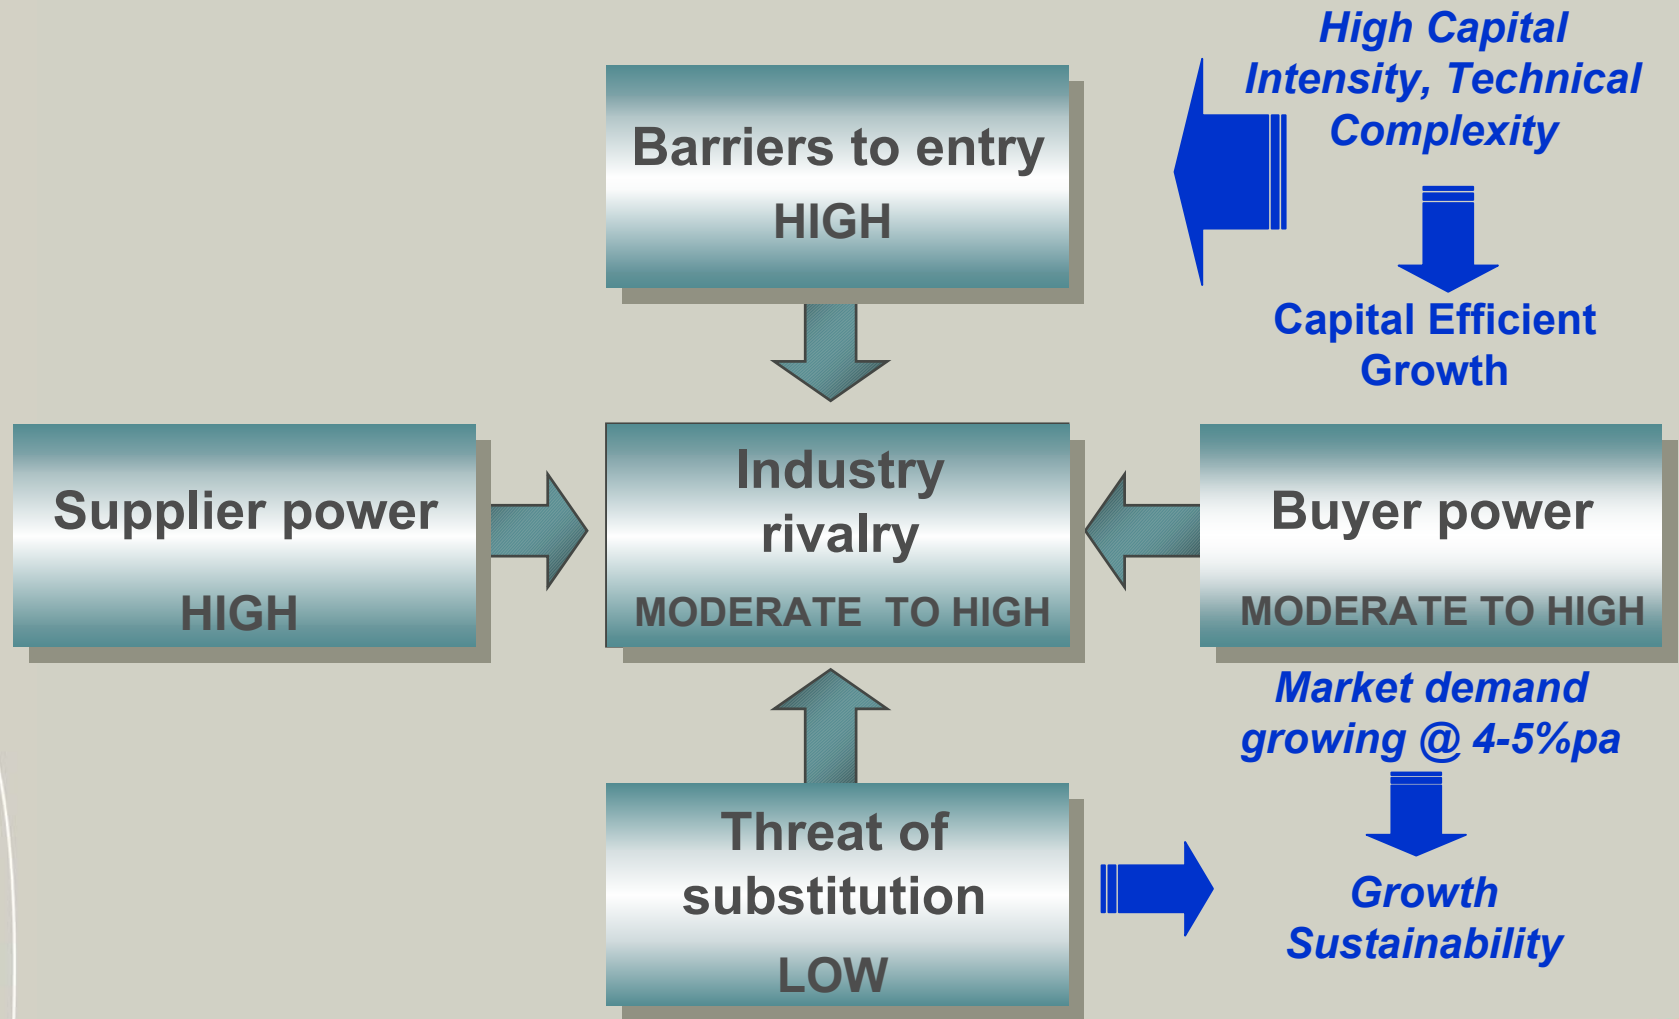 High Capital
Intensity, Technical
Complexity
Barriers to entry
HIGH
Capital Efficient
Growth
Supplier power
HIGH
Industry
rivalry
MODERATE TO HIGH
Buyer power
MODERATE TO HIGH
Market demand
growing @ 4-5%pa
Threat of
substitution
LOW
Growth
Sustainability